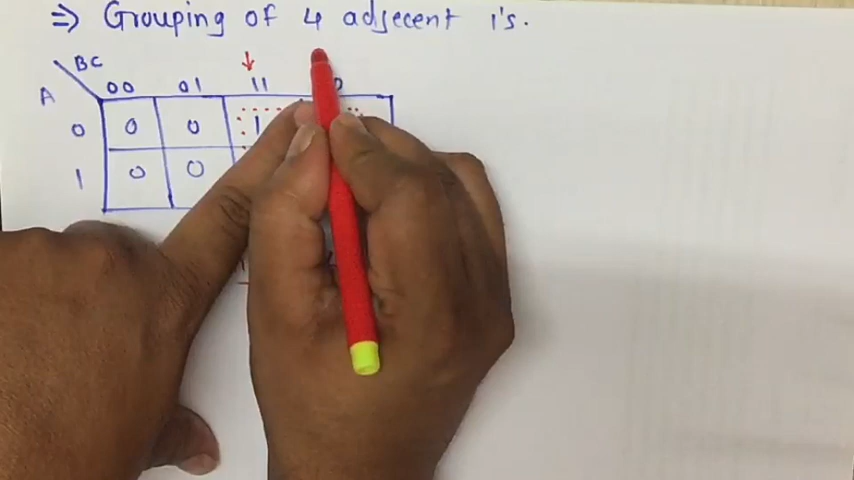 => Grouping of 4 adjecent 1's.
BC
00 01 11
A
0 0 0 1
1 0 0